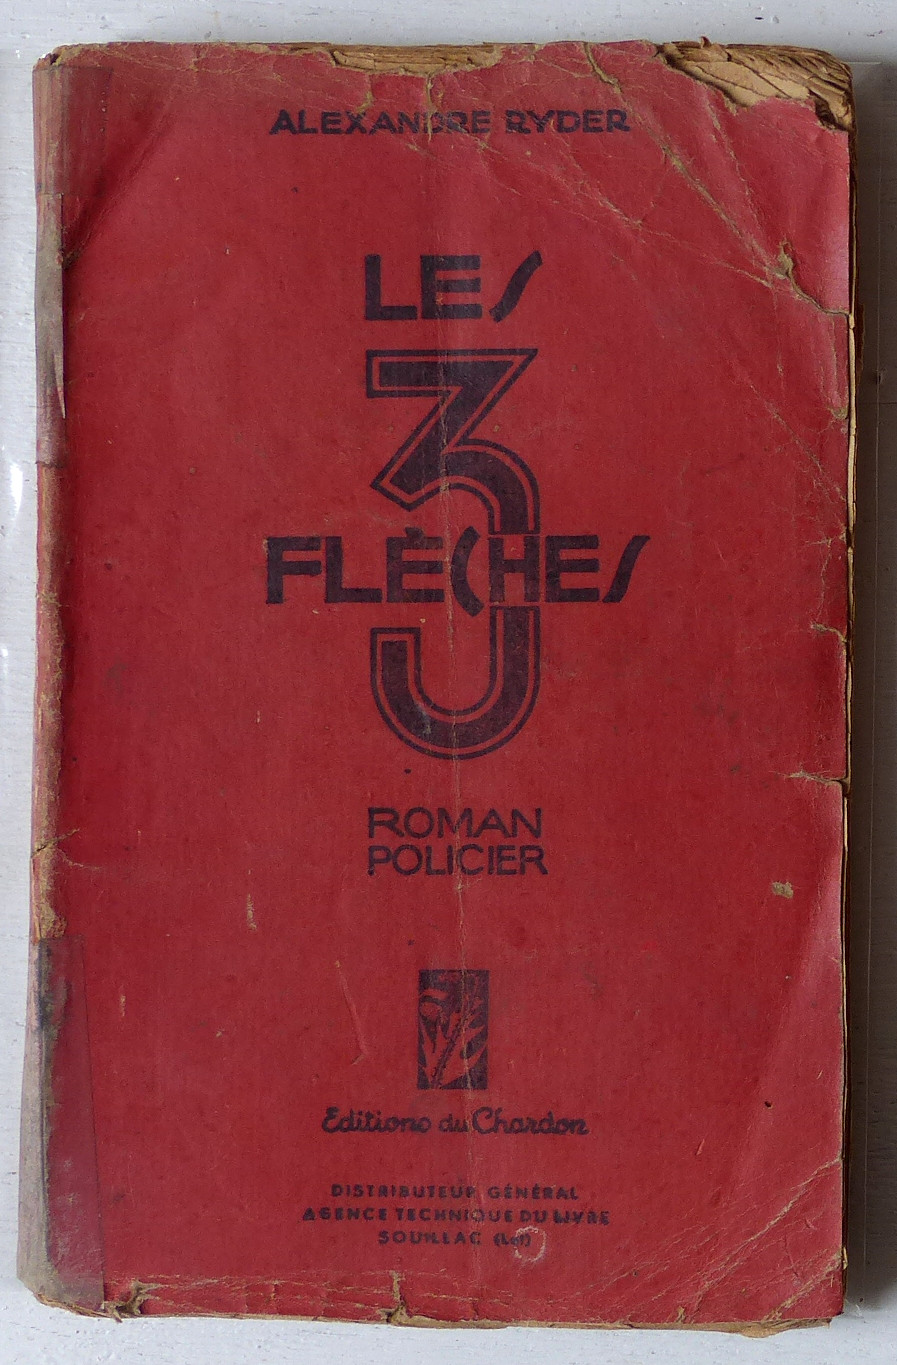 ALEXANDRE RYDER
LES
3
FLÈCHES
ROMAN
POLICIER
Editions du Chardon
DISTRIBUTEUR GÉNÉRAL
AGENCE TECHNIQUE DU LIVRE
SOUILLAC (Lot)